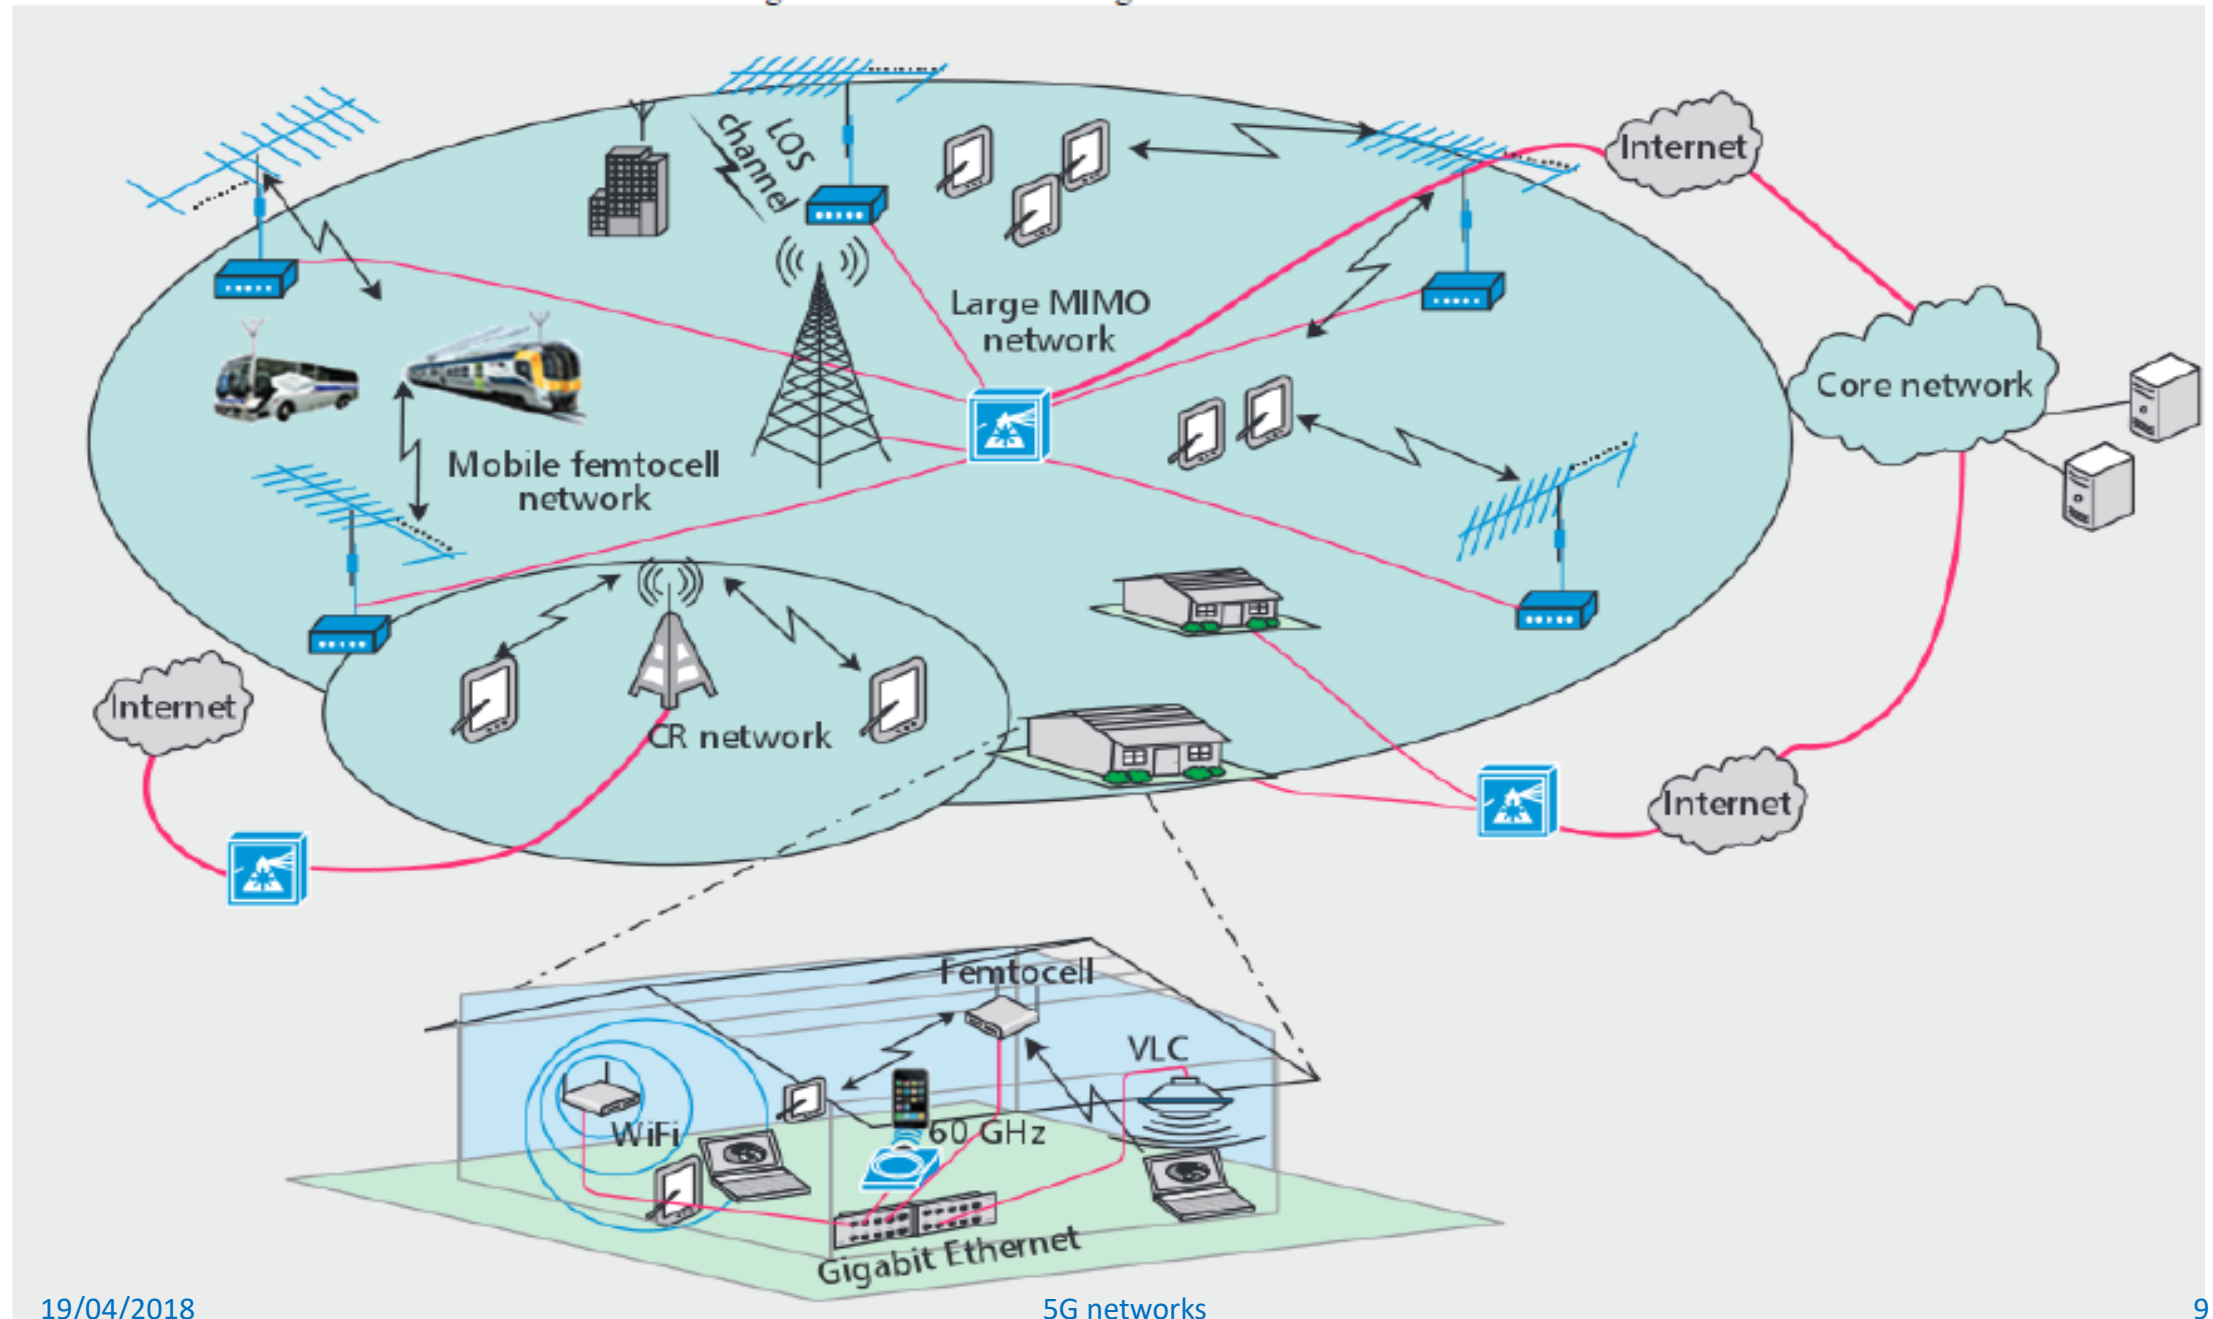 LOS
channel
Internet
Large MIMO
network
Core network
Mobile femtocell
network
Internet
CR network
Internet
Femtocell
VLC
WiFi
60 GHz
Gigabit Ethernet
19/04/2018
5G networks
9